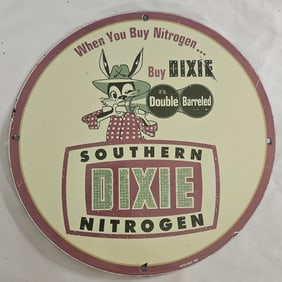 When You Buy Nitrogen...
Buy DIXIE
it's
Double Barreled
SOUTHERN
DIXIE
NITROGEN